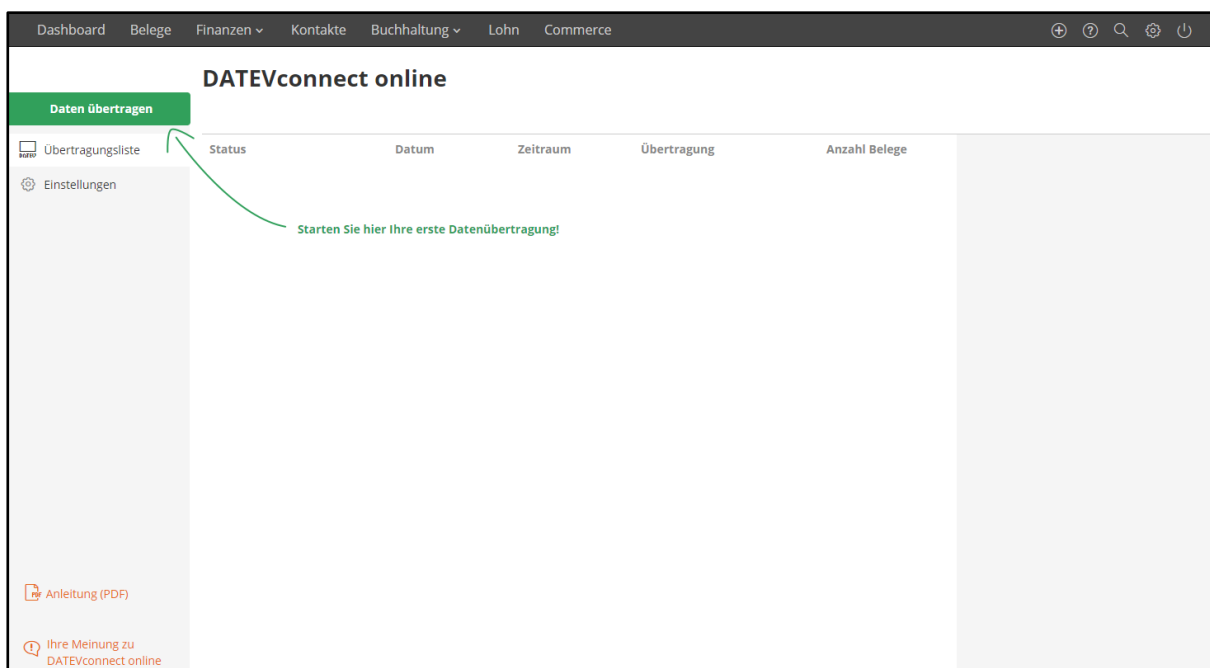 Dashboard Belege Finanzen Kontakte Buchhaltung Lohn Commerce
DATEVconnect online
Daten übertragen
Übertragungsliste
Status Datum Zeitraum Übertragung Anzahl Belege
Einstellungen
Starten Sie hier Ihre erste Datenübertragung!
PDF Anleitung (PDF)
Ihre Meinung zu
DATEVconnect online